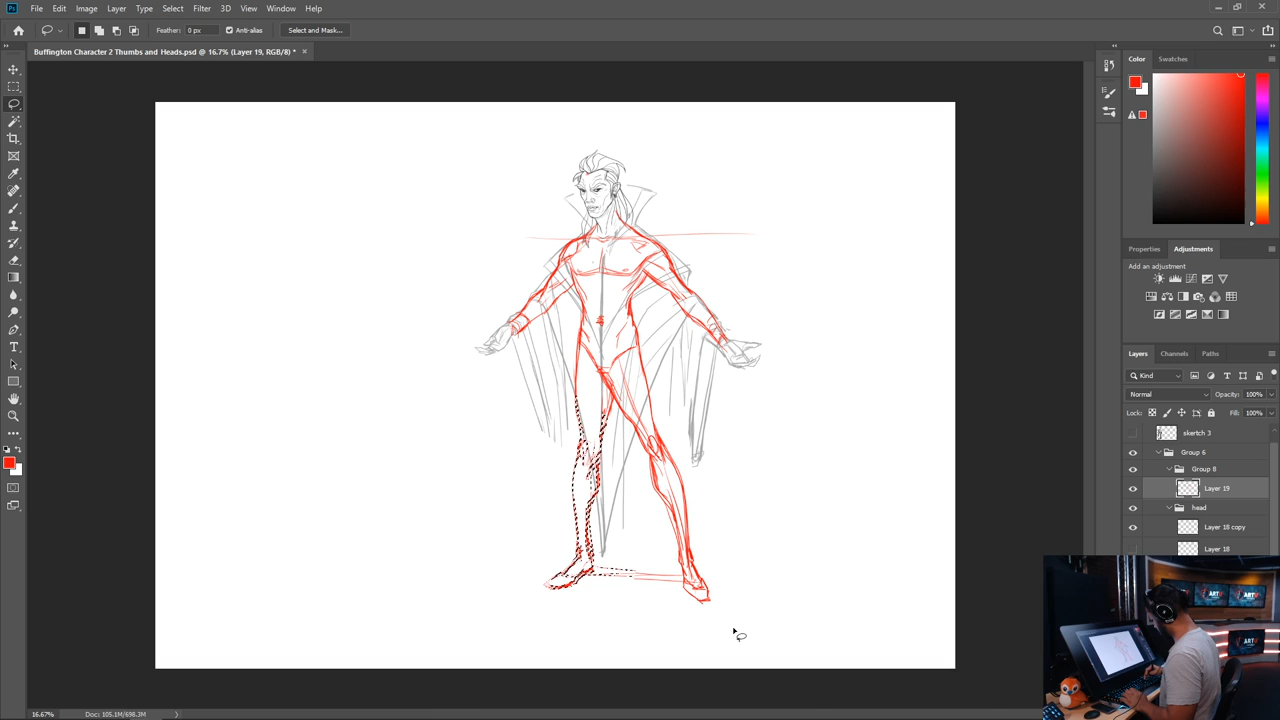 Ps File Edit Image Layer Type Select Filter 3D View Window Help
Feather: 0 px Anti-alias Select and Mask...
Buffington Character 2 Thumbs and Heads.psd @ 16.7% (Layer 19, RGB/8) * ×
Color Swatches
Properties Adjustments
Add an adjustment
Layers Channels Paths
Kind
Normal Opacity: 100%
Lock: Fill: 100%
skertch 3
Group 6
Group 8
Layer 19
head
Layer 18 copy
Layer 18
16.67% Doc: 105.1M/698.3M